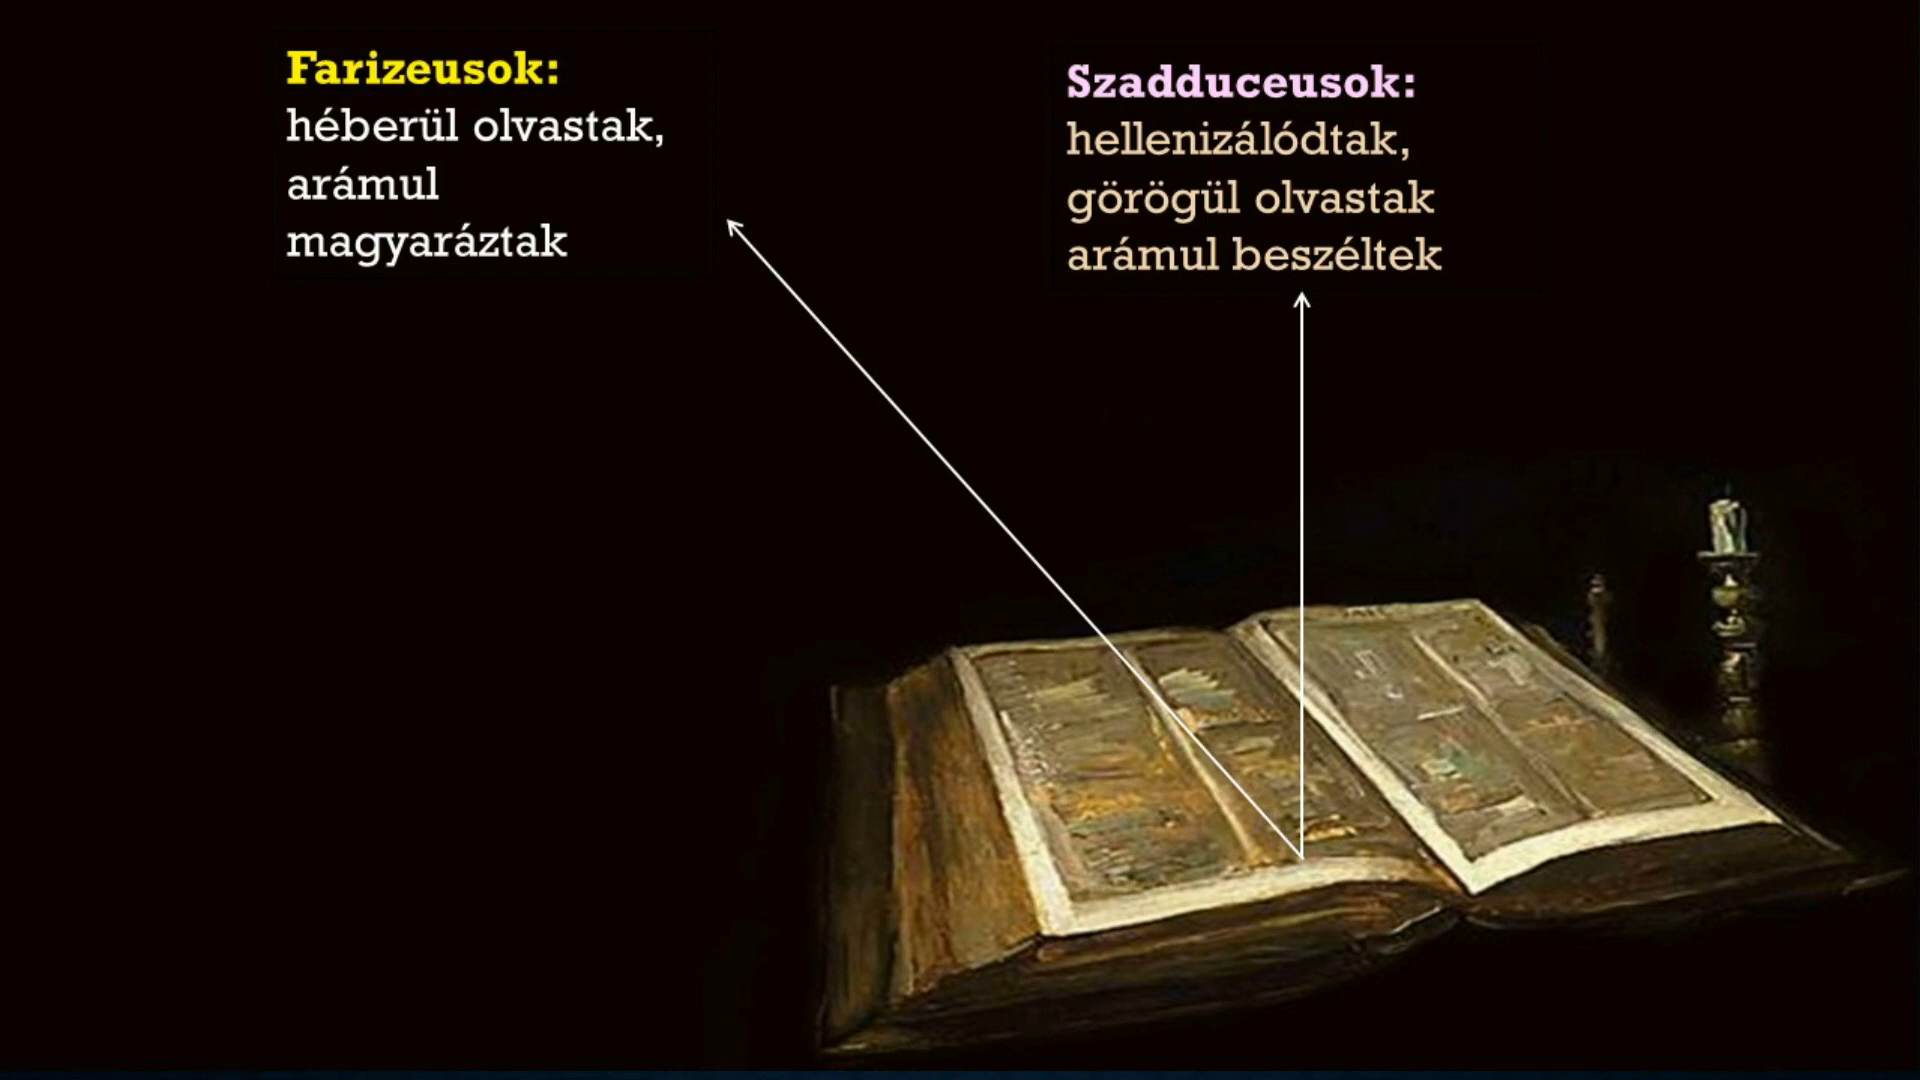 Farizeusok:
héberül olvastak,
arámul
magyaráztak
Szadduceusok:
hellenizálódtak,
görögül olvastak
arámul beszéltek